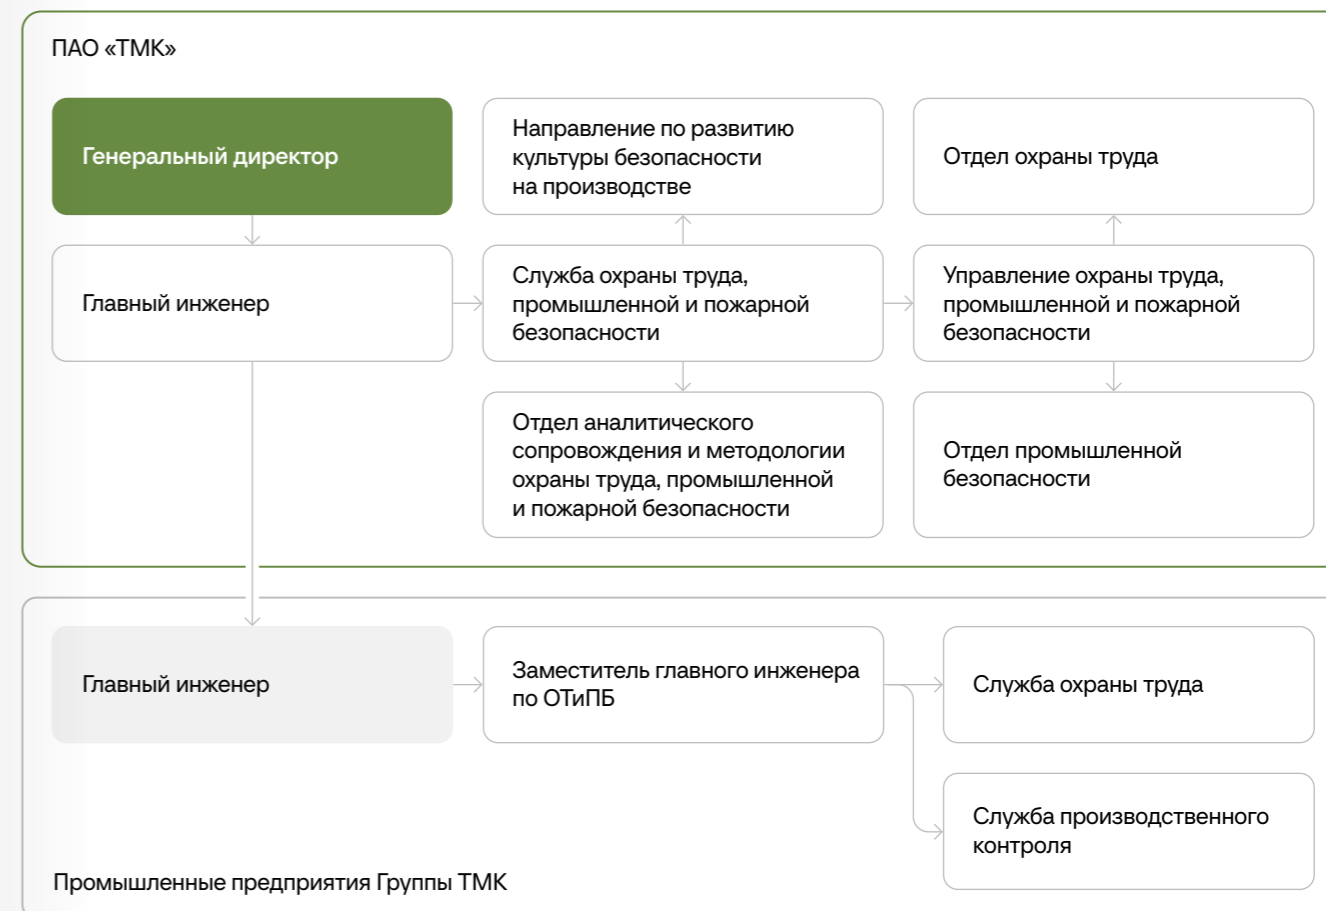 ПАО «ТМК»
Генеральный директор
Направление по развитию
культуры безопасности
на производстве
Отдел охраны труда
Главный инженер
Служба охраны труда,
промышленной и пожарной
безопасности
Управление охраны труда,
промышленной и пожарной
безопасности
Отдел аналитического
сопровождения и методологии
охраны труда, промышленной
и пожарной безопасности
Отдел промышленной
безопасности
Главный инженер
Заместитель главного инженера
по ОТиПБ
Служба охраны труда
Служба производственного
контроля
Промышленные предприятия Группы ТМК